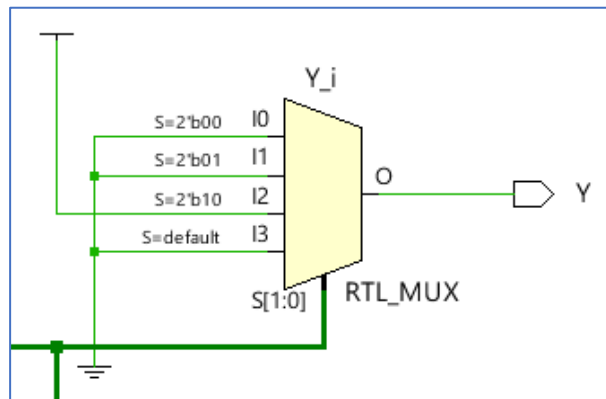 Y_i
S=2'b00 I0
S=2'b01 I1
S=2'b10 I2
S=default I3
O
Y
S[1:0]
RTL_MUX